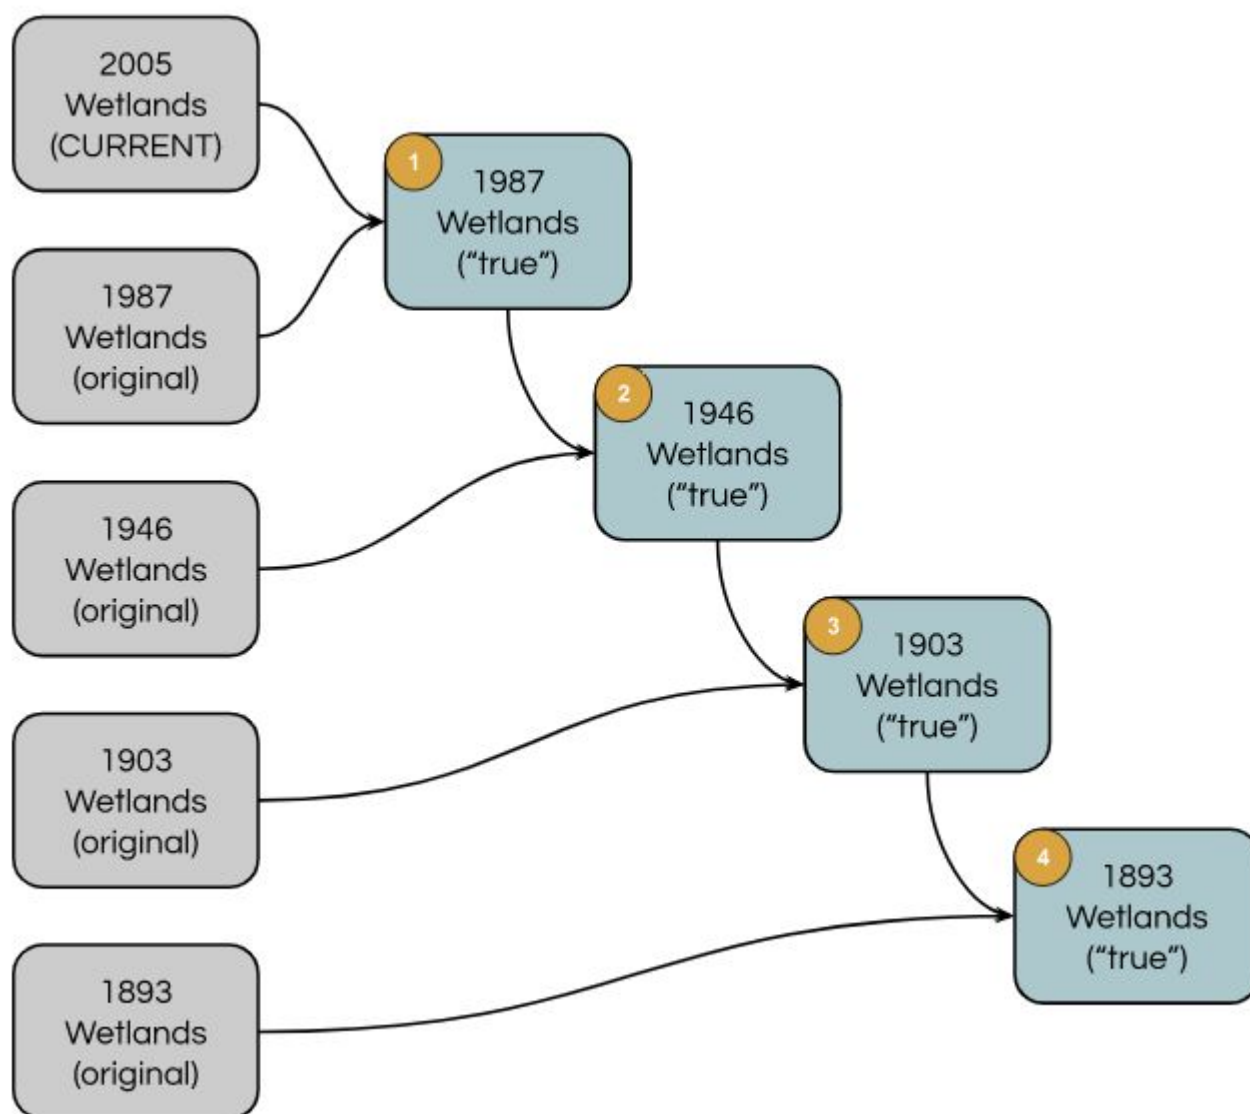 2005
Wetlands
(CURRENT)
1
1987
Wetlands
(“true”)
1987
Wetlands
(original)
2
1946
Wetlands
(“true”)
1946
Wetlands
(original)
3
1903
Wetlands
(“true”)
1903
Wetlands
(original)
4
1893
Wetlands
(“true”)
1893
Wetlands
(original)